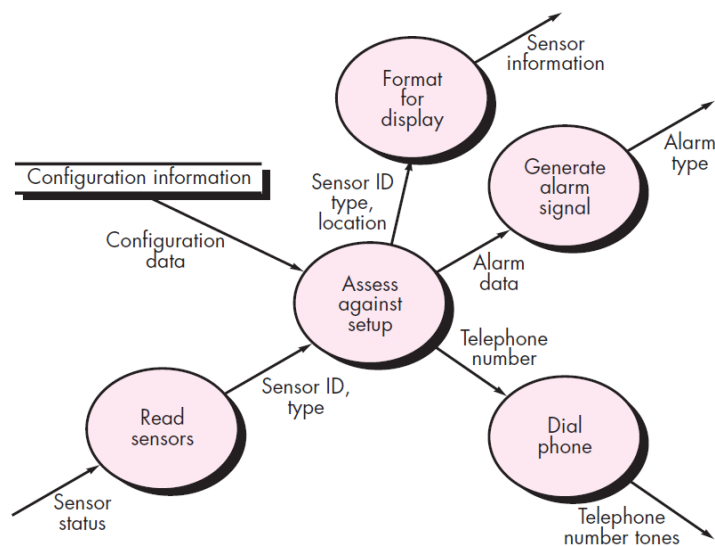 Sensor
information
Format
for
display
Alarm
type
Generate
alarm
signal
Configuration information
Sensor ID
type,
location
Configuration
data
Alarm
data
Assess
against
setup
Telephone
number
Sensor ID,
type
Read
sensors
Dial
phone
Sensor
status
Telephone
number tones